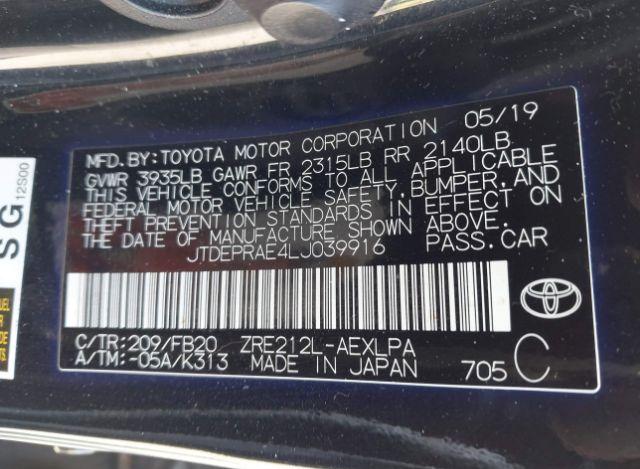 MFD.BY:TOYOTA MOTOR CORPORATION 05/19
GVWR 3935LB GAWR FR 2315LB RR 2140LB
THIS VEHICLE CONFORMS TO ALL APPLICABLE
FEDERAL MOTOR VEHICLE SAFETY,BUMPER,AND
THEFT PREVENTION STANDARDS IN EFFECT ON
THE DATE OF MANUFACTURE SHOWN ABOVE.
JTDEPRAE4LJ039916 PASS.CAR
C/TR:209/FB20 ZRE212L-AEXLPA
A/TM:-05A/K313 MADE IN JAPAN 705 C
SG
12S00